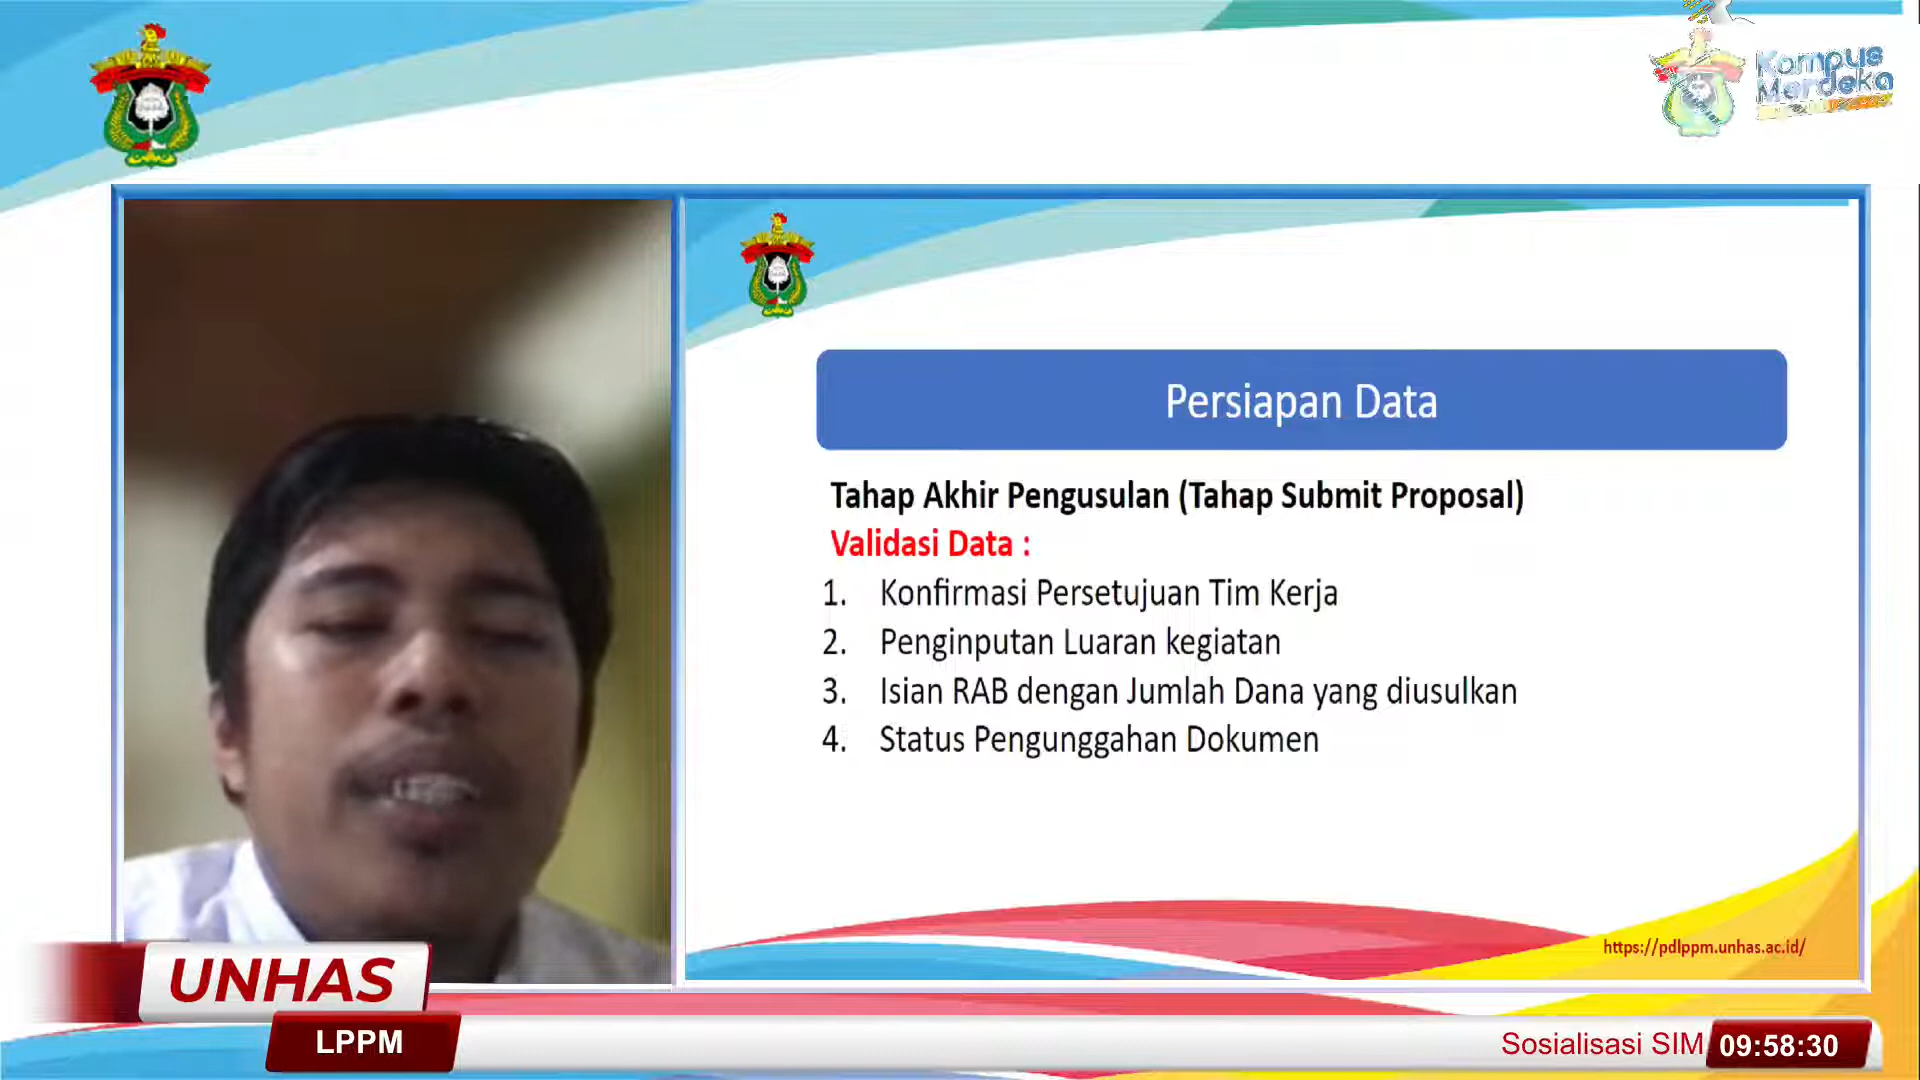 Kampus
Merdeka
Persiapan Data
Tahap Akhir Pengusulan (Tahap Submit Proposal)
Validasi Data :
1. Konfirmasi Persetujuan Tim Kerja
2. Penginputan Luaran kegiatan
3. Isian RAB dengan Jumlah Dana yang diusulkan
4. Status Pengunggahan Dokumen
https://pdlppm.unhas.ac.id/
UNHAS
LPPM
Sosialisasi SIM
09:58:30